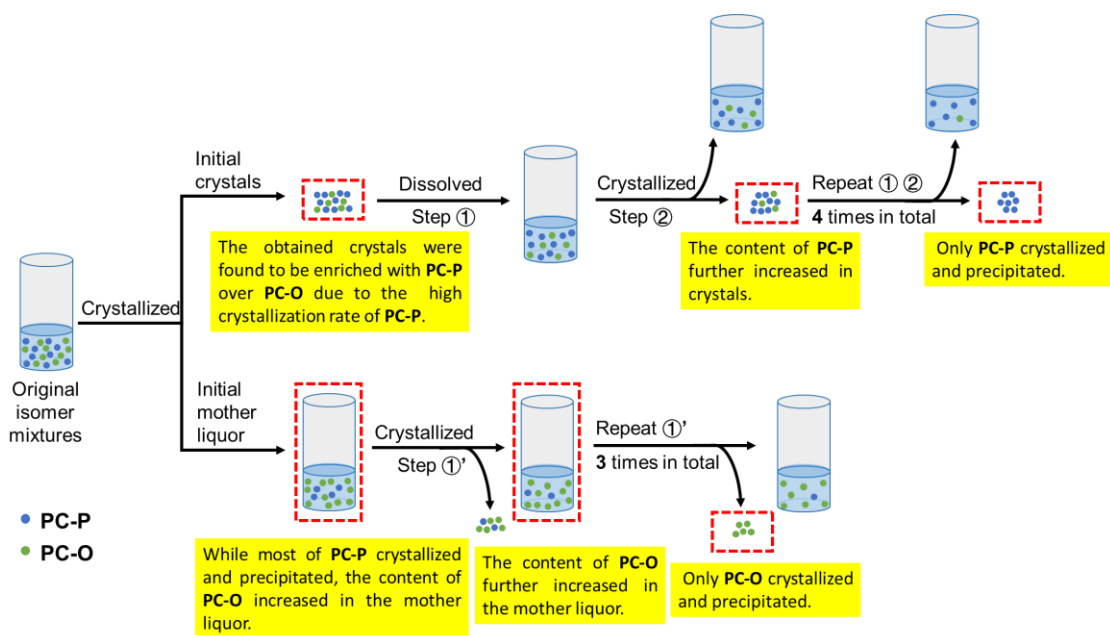 Initial
crystals
Dissolved
Step ①
Crystallized
Step ②
Repeat ① ②
4 times in total
The obtained crystals were
found to be enriched with PC-P
over PC-O due to the high
crystallization rate of PC-P.
The content of PC-P
further increased in
crystals.
Only PC-P crystallized
and precipitated.
Crystallized
Original
isomer
mixtures
Initial
mother
liquor
Crystallized
Step ①’
Repeat ①’
3 times in total
PC-P
PC-O
While most of PC-P crystallized
and precipitated, the content of
PC-O increased in the mother
liquor.
The content of PC-O
further increased in
the mother liquor.
Only PC-O crystallized
and precipitated.